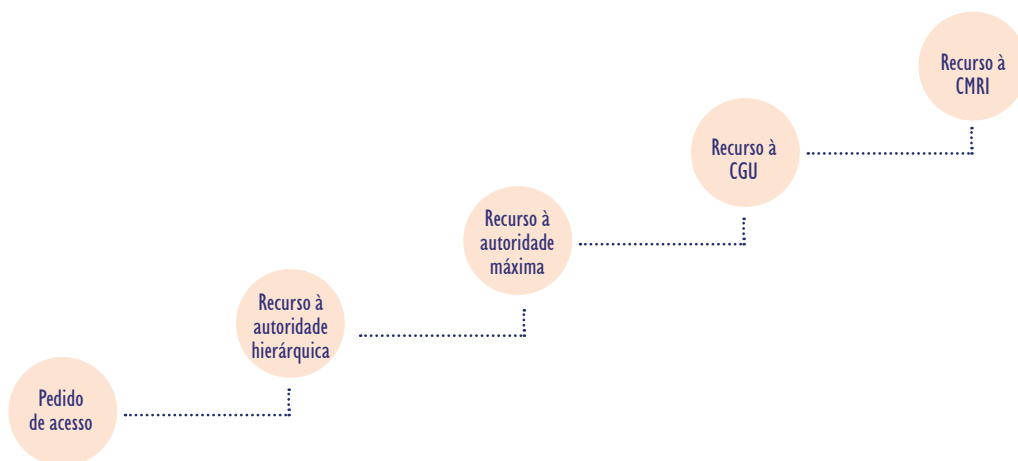 Recurso à
CMRI
Recurso à
CGU
Recurso à
autoridade
máxima
Recurso à
autoridade
hierárquica
Pedido
de acesso